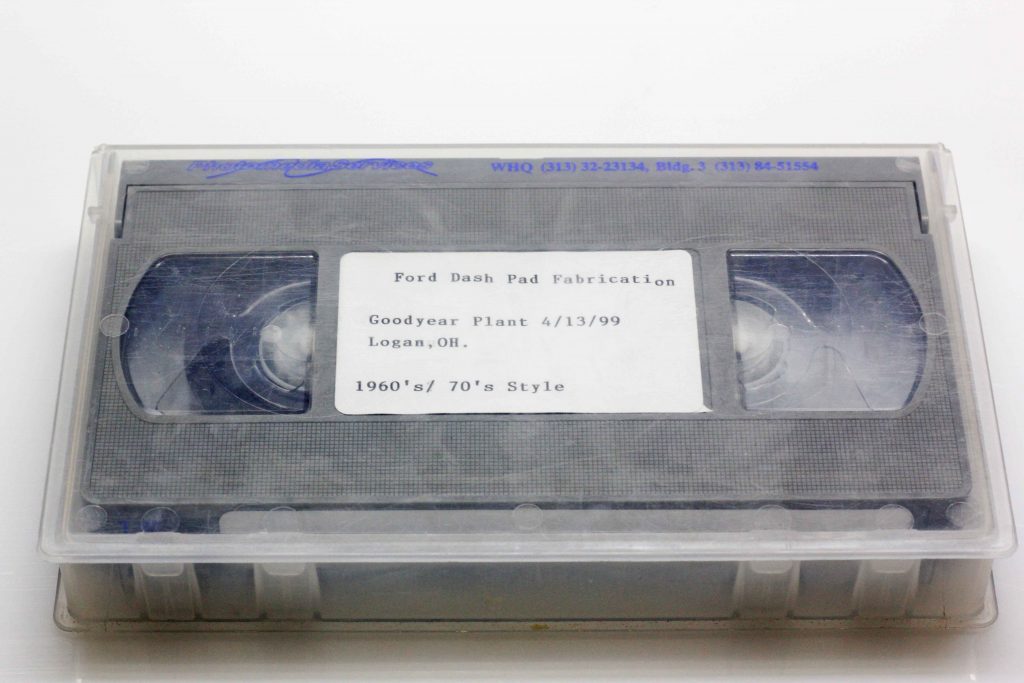 WHQ (313) 32-23134, Bldg. 3 (313) 84-51554
Ford Dash Pad Fabrication
Goodyear Plant 4/13/99
Logan,OH.
1960's/ 70's Style